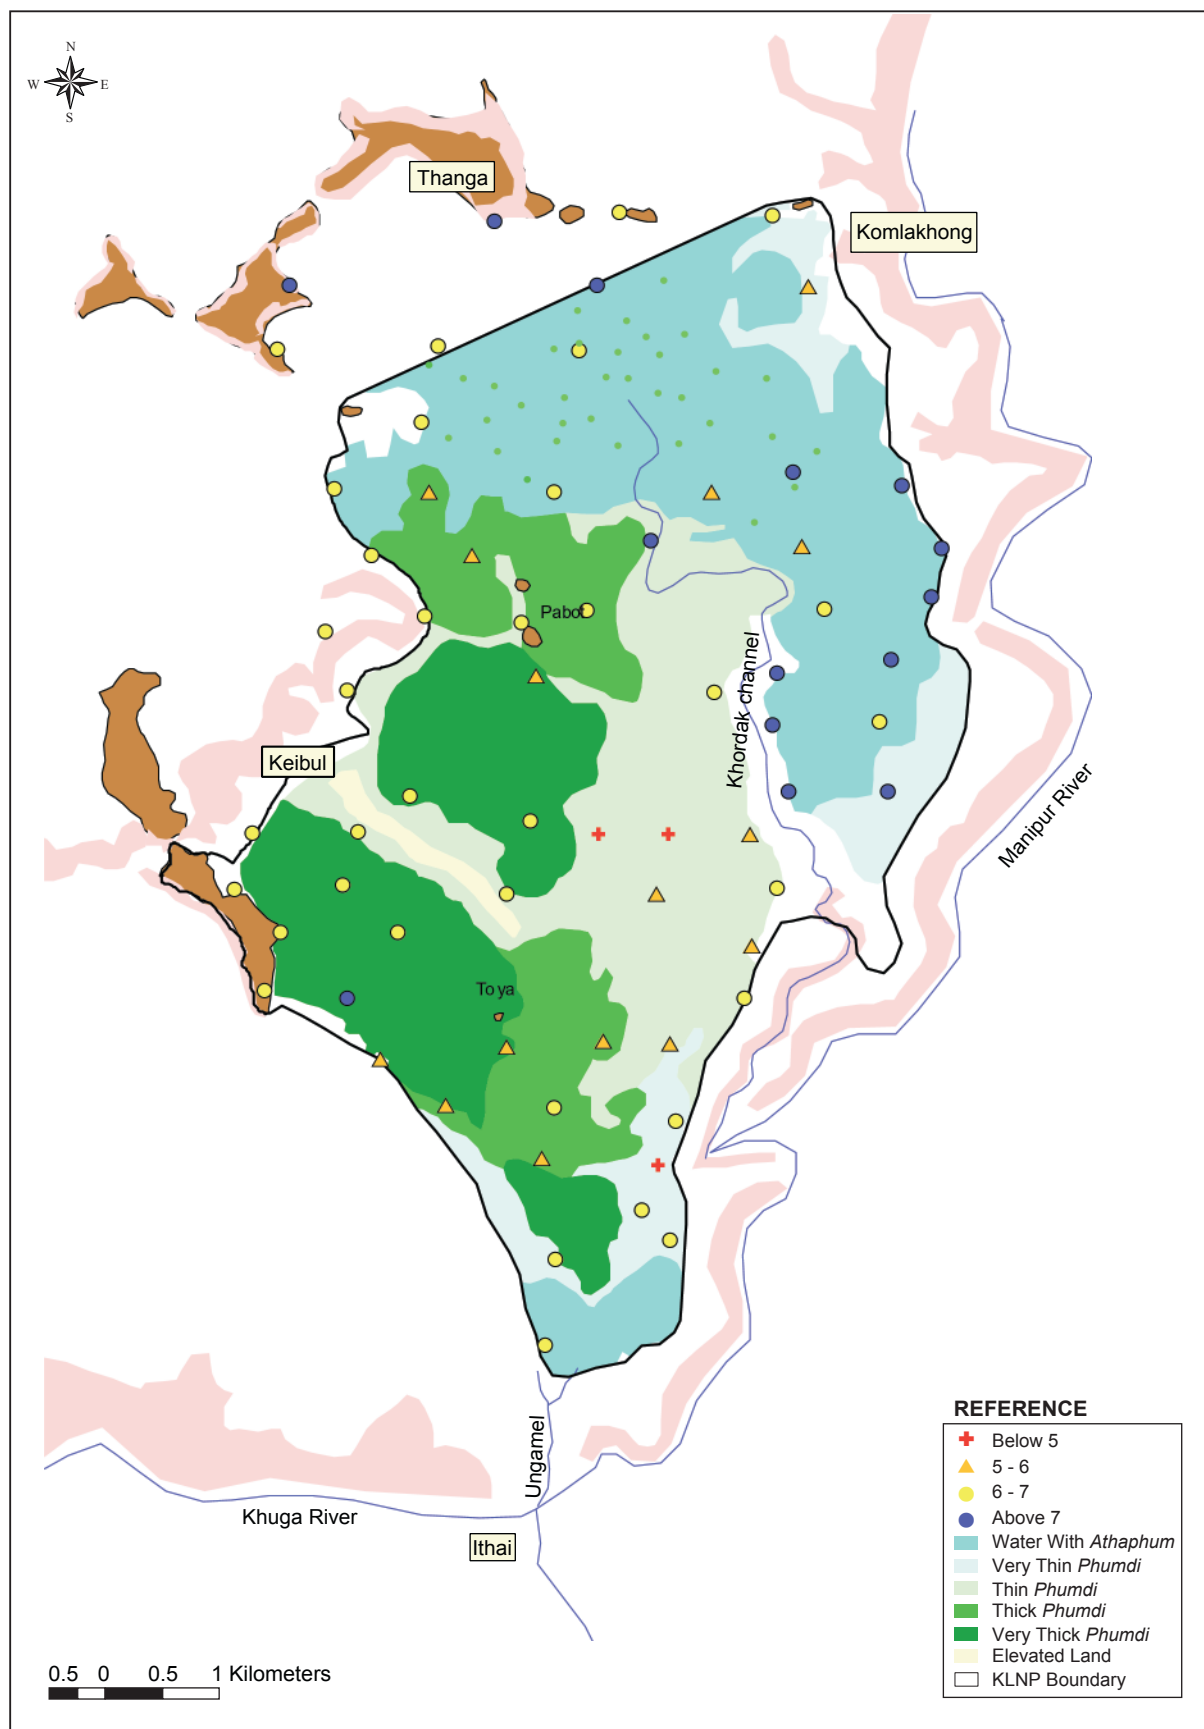 N
W E
S
Thanga
Komlakhong
Pabot
Khordak channel
Keibul
Manipur River
Toya
Ungamel
Khuga River
Ithai
REFERENCE
Below 5
5 - 6
6 - 7
Above 7
Water With Athaphum
Very Thin Phumdi
Thin Phumdi
Thick Phumdi
Very Thick Phumdi
Elevated Land
KLNP Boundary
0.5 0 0.5 1 Kilometers